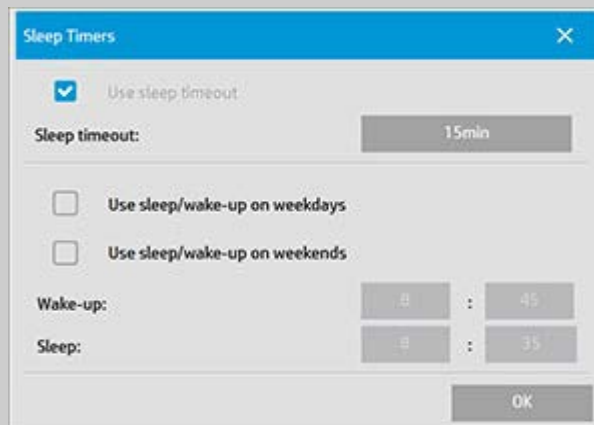 Sleep Timers
Use sleep timeout
Sleep timeout: 15min
Use sleep/wake-up on weekdays
Use sleep/wake-up on weekends
Wake-up: 8 : 45
Sleep: 8 : 35
OK